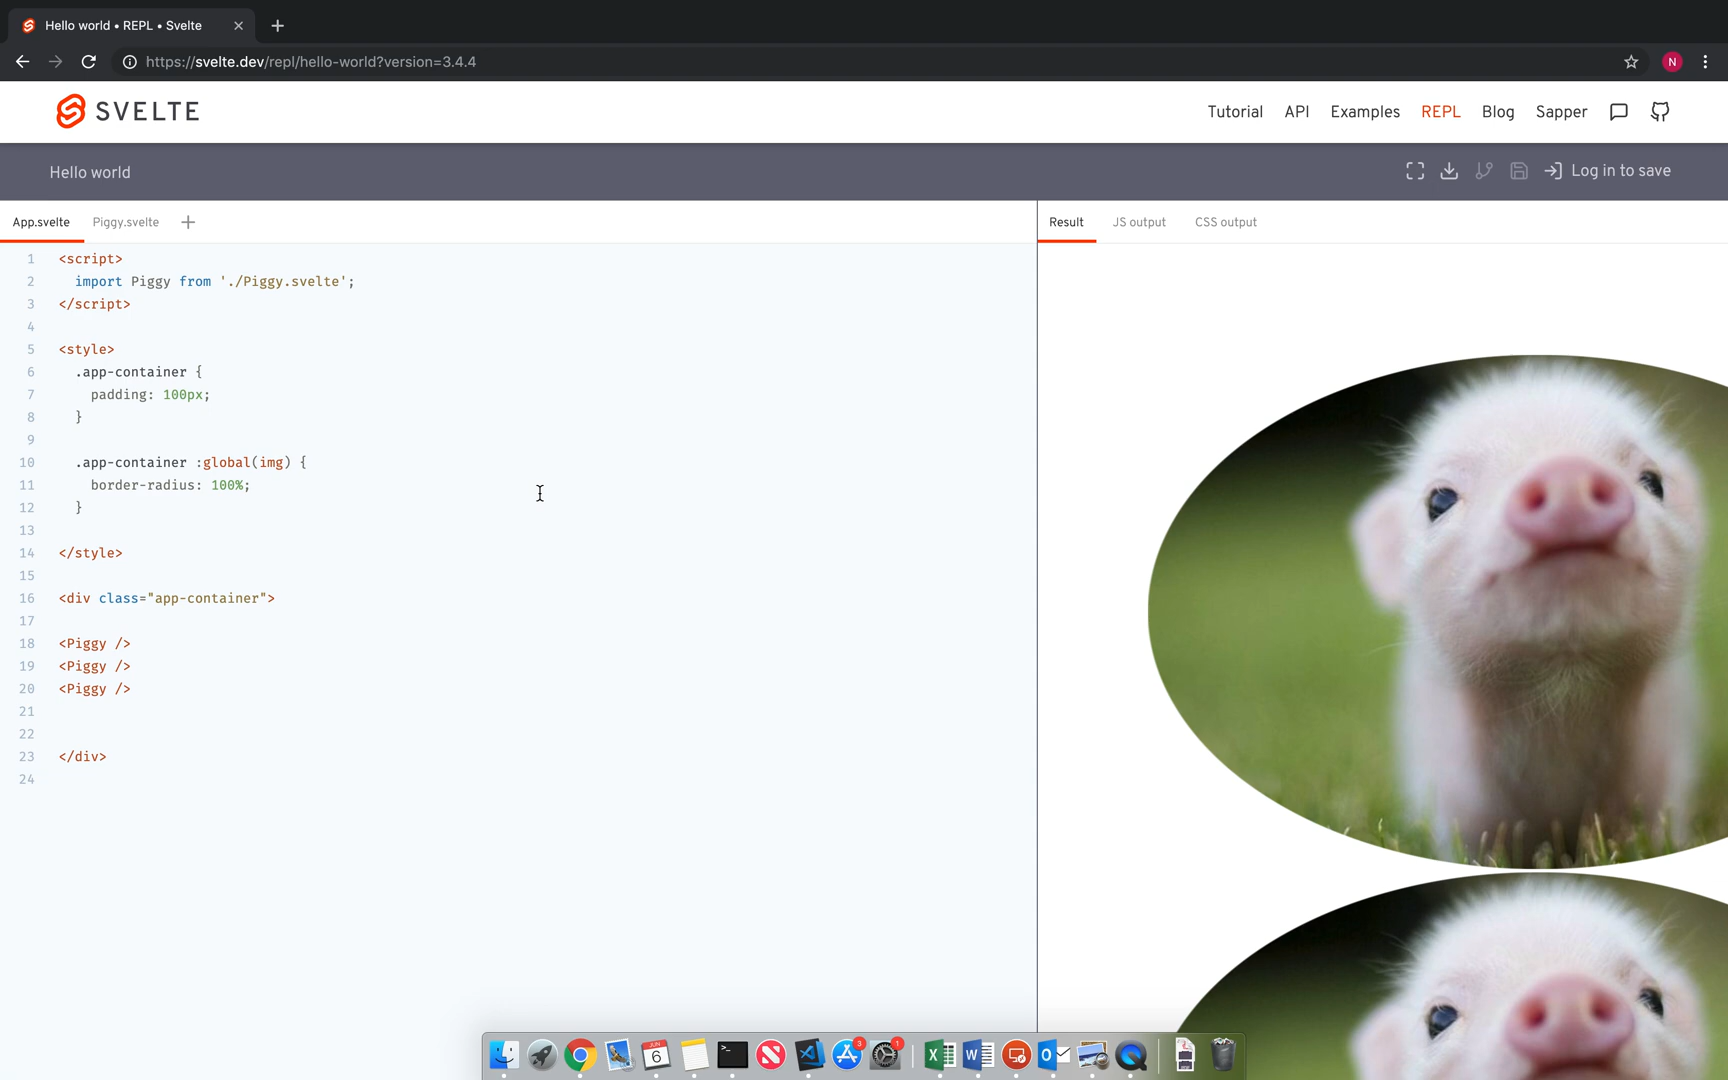 Hello world • REPL • Svelte
https://svelte.dev/repl/hello-world?version=3.4.4
N
SVELTE
Tutorial API Examples REPL Blog Sapper
Hello world
Log in to save
App.svelte Piggy.svelte
Result JS output CSS output
1 <script>
2 import Piggy from './Piggy.svelte';
3 </script>
4
5 <style>
6 .app-container {
7 padding: 100px;
8 }
9
10 .app-container :global(img) {
11 border-radius: 100%;
12 }
13
14 </style>
15
16 <div class="app-container">
17
18 <Piggy />
19 <Piggy />
20 <Piggy />
21
22
23 </div>
24
JUN
6
3
1